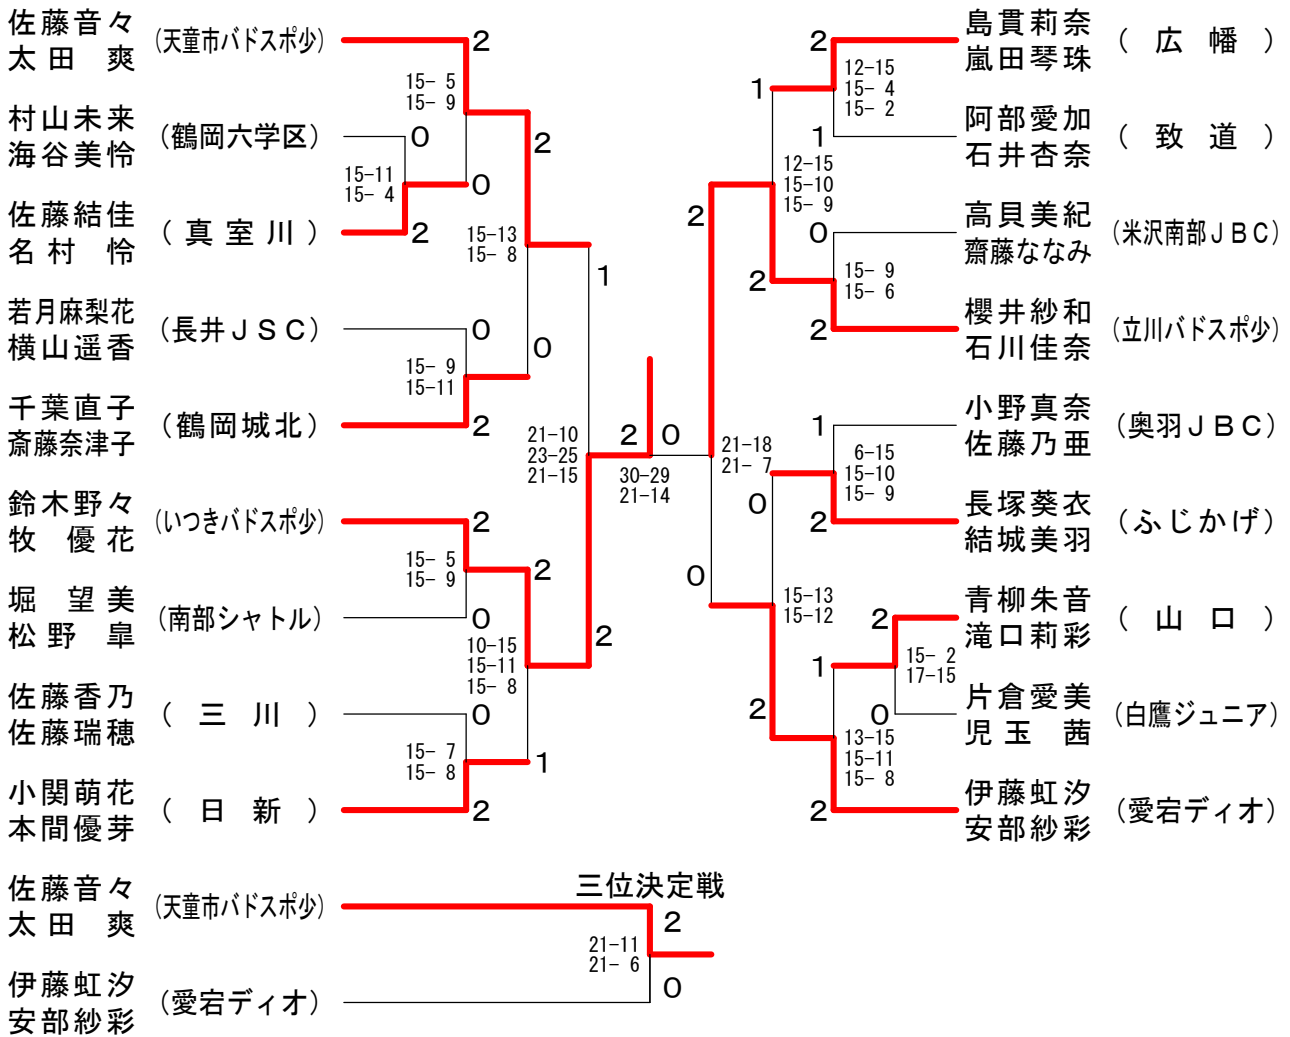 佐藤音々
太田　爽
(天童市バドスポ少)
2
15- 5
15- 9
村山未来
海谷美怜
(鶴岡六学区)
0
15-11
15- 4
0
佐藤結佳
名村　怜
(真室川)
2
2
15-13
15- 8
1
若月麻梨花
横山遥香
(長井ＪＳＣ)
0
0
15- 9
15-11
千葉直子
斎藤奈津子
(鶴岡城北)
2
21-10
23-25
21-15
2
0
30-29
21-14
鈴木野々
牧　優花
(いつきバドスポ少)
2
15- 5
15- 9
2
堀　望美
松野　皐
(南部シャトル)
0
10-15
15-11
15- 8
2
佐藤香乃
佐藤瑞穂
(三川)
0
15- 7
15- 8
1
小関萌花
本間優芽
(日新)
2
2
島貫莉奈
嵐田琴珠
(広幡)
12-15
15- 4
15- 2
1
1
阿部愛加
石井杏奈
(致道)
12-15
15-10
15- 9
2
0
高貝美紀
齋藤ななみ
(米沢南部ＪＢＣ)
15- 9
15- 6
2
2
櫻井紗和
石川佳奈
(立川バドスポ少)
1
小野真奈
佐藤乃亜
(奥羽ＪＢＣ)
21-18
21- 7
6-15
15-10
15- 9
0
2
長塚葵衣
結城美羽
(ふじかげ)
0
15-13
15-12
2
青柳朱音
滝口莉彩
(山口)
15- 2
17-15
1
2
0
片倉愛美
児玉　茜
(白鷹ジュニア)
13-15
15-11
15- 8
2
伊藤虹汐
安部紗彩
(愛宕ディオ)
三位決定戦
佐藤音々
太田　爽
(天童市バドスポ少)
2
21-11
21- 6
0
伊藤虹汐
安部紗彩
(愛宕ディオ)